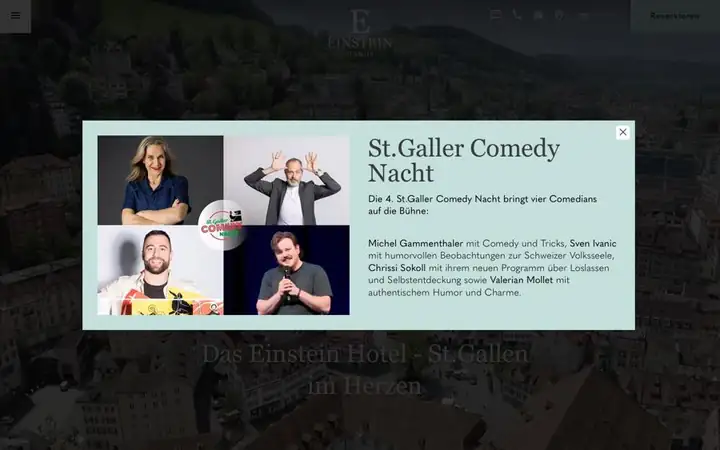 EINSTEIN
Reservieren
St.Galler Comedy
Nacht
Die 4. St.Galler Comedy Nacht bringt vier Comedians
auf die Bühne:
Michel Gammenthaler mit Comedy und Tricks, Sven Ivanic
mit humorvollen Beobachtungen zur Schweizer Volksseele,
Chrissi Sokoll mit ihrem neuen Programm über Loslassen
und Selbstentdeckung sowie Valerian Mollet mit
authentischem Humor und Charme.
St.Galler
COMEDY
Das Einstein Hotel - St.Gallen
im Herzen